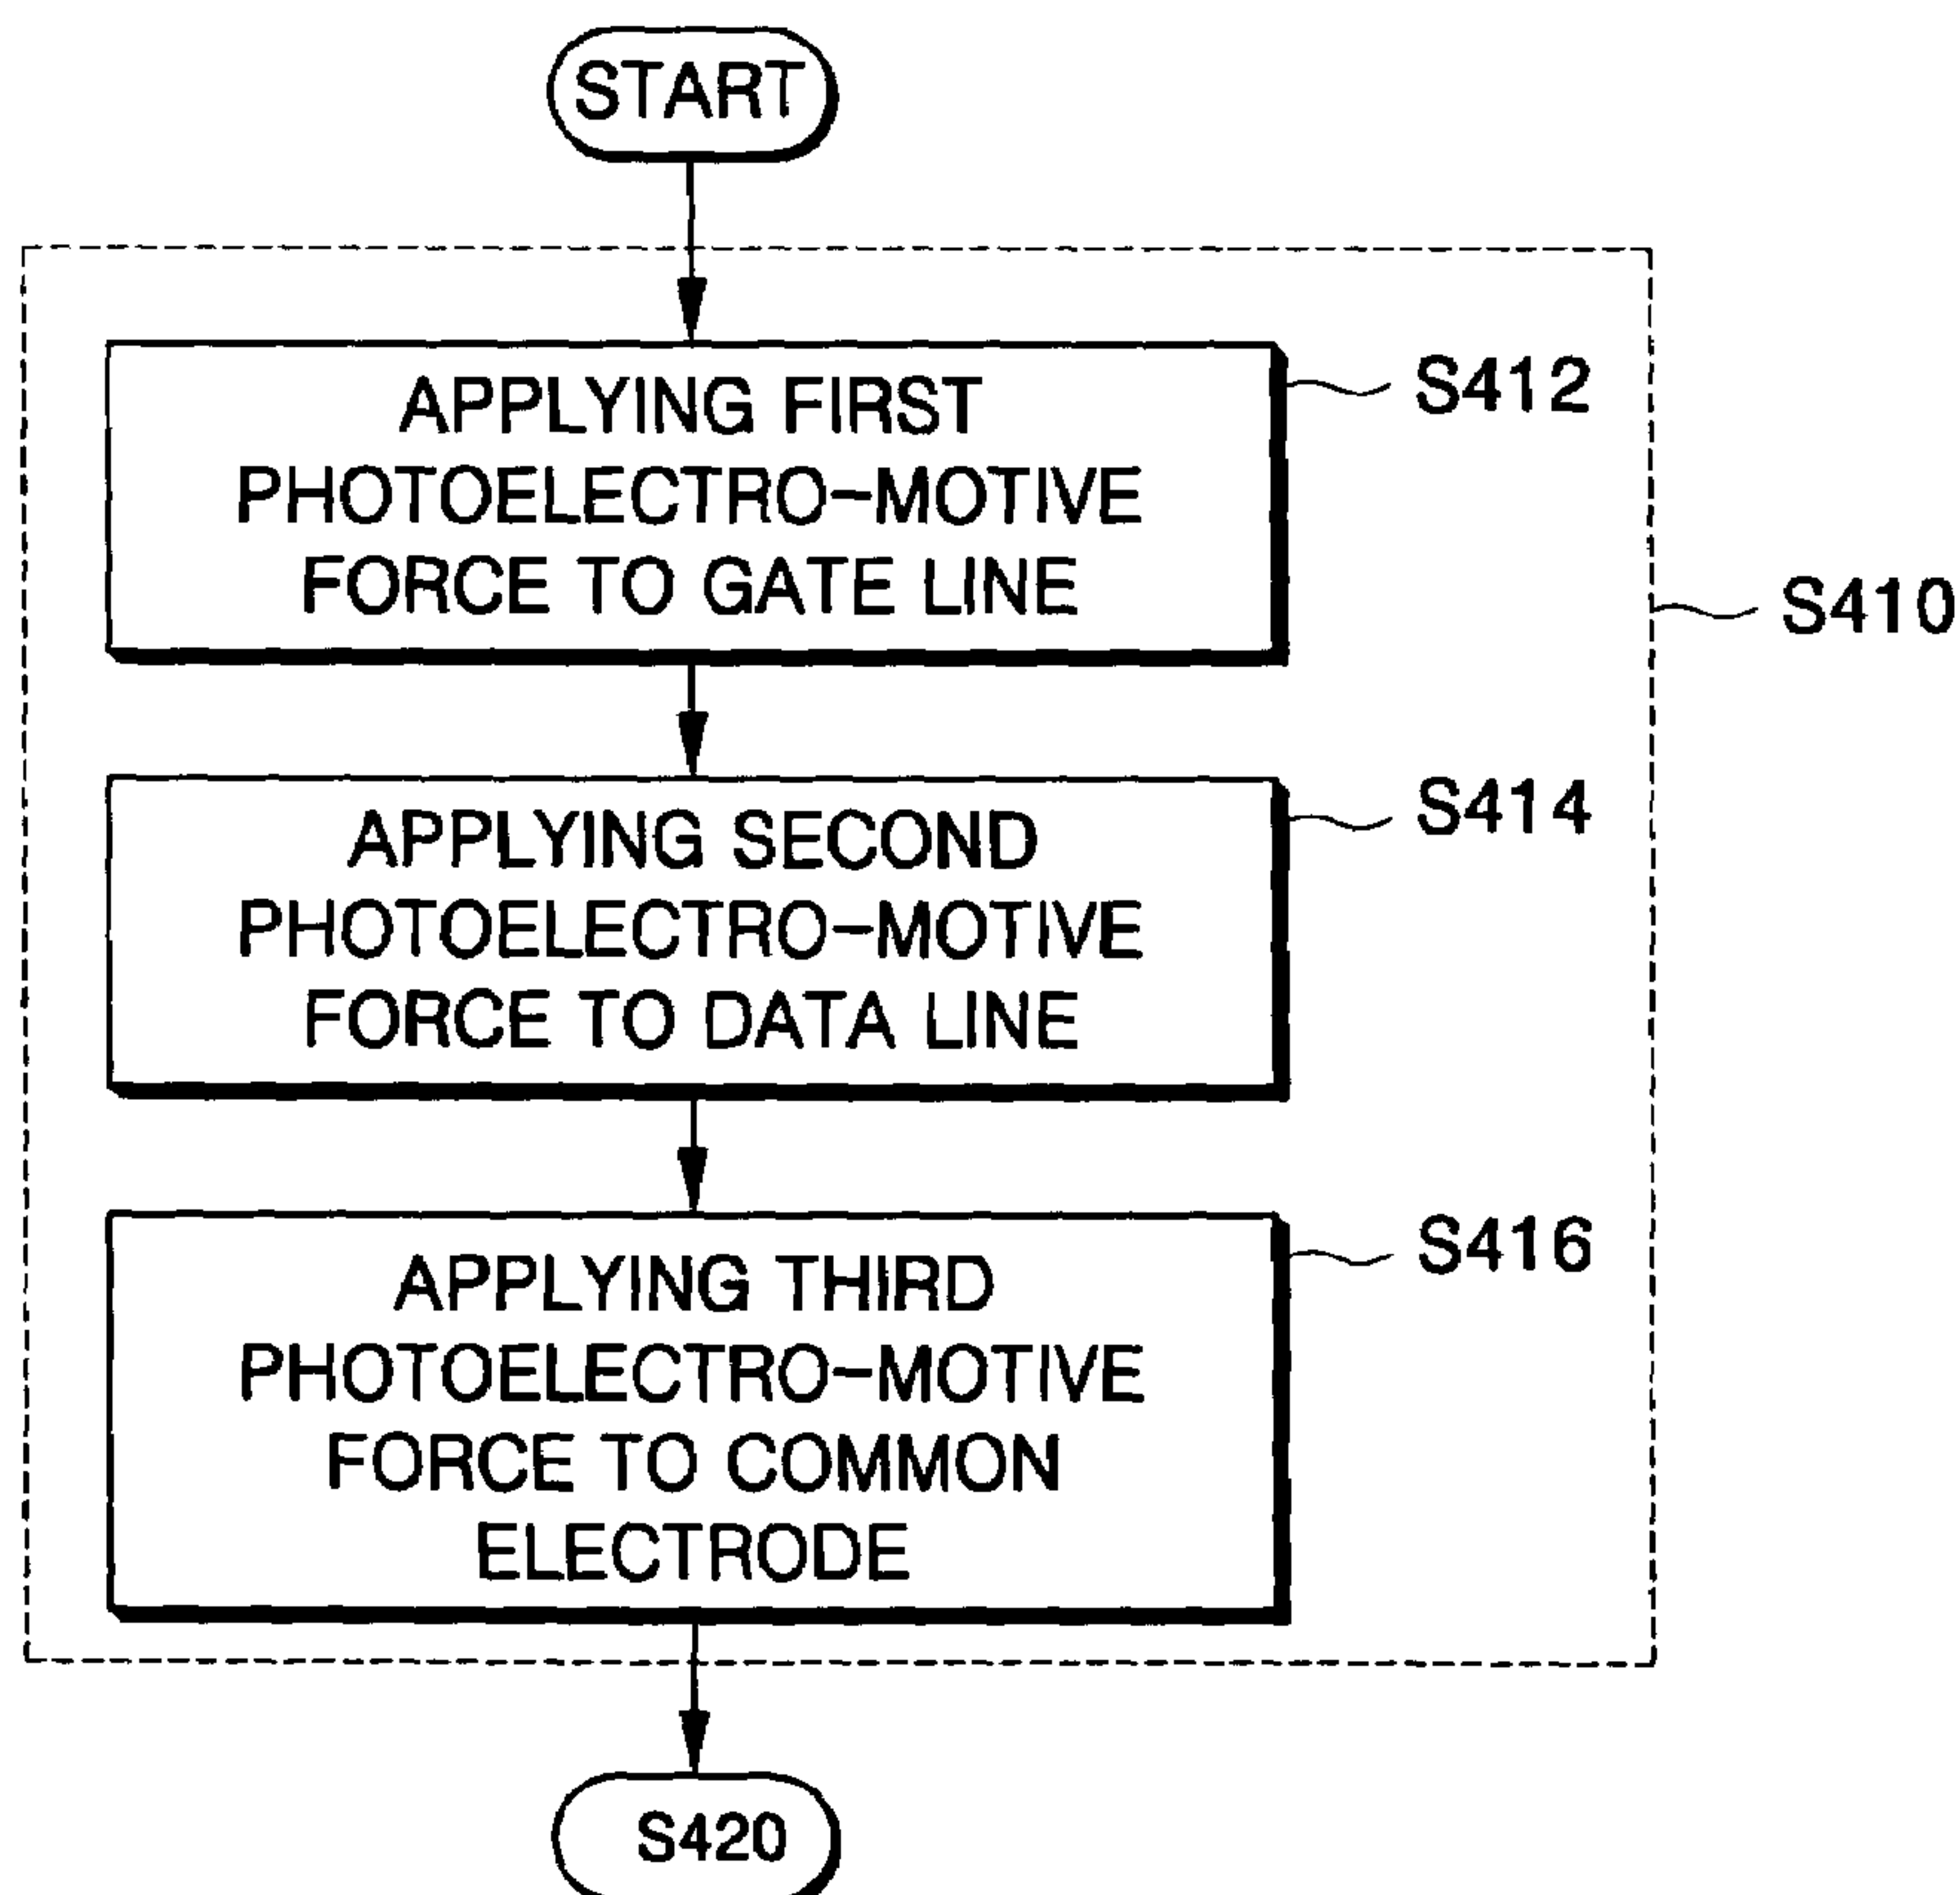 START
APPLYING FIRST
PHOTOELECTRO-MOTIVE
FORCE TO GATE LINE
S412
S410
APPLYING SECOND
PHOTOELECTRO-MOTIVE
FORCE TO DATA LINE
S414
APPLYING THIRD
PHOTOELECTRO-MOTIVE
FORCE TO COMMON
ELECTRODE
S416
S420